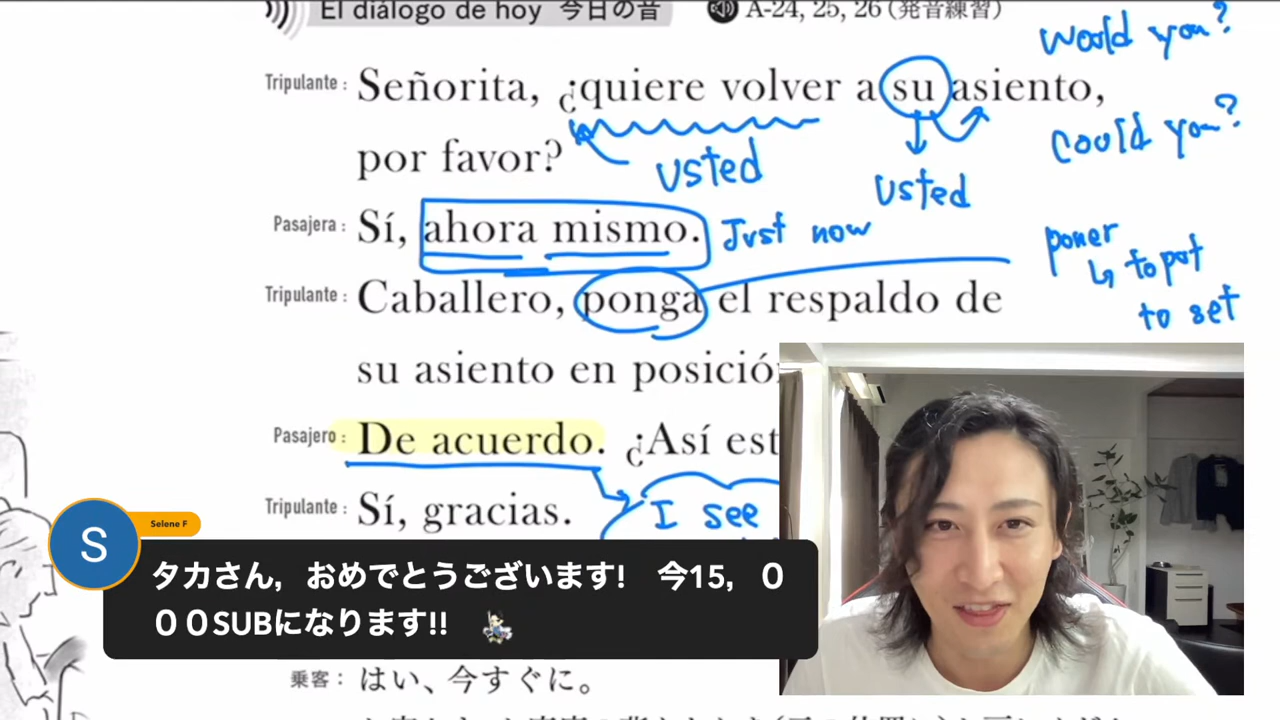 El diálogo de hoy 今日の音 A-24, 25, 26(発音練習)
would you?
Tripulante : Señorita, ¿quiere volver a su asiento,
could you?
por favor?
usted
usted
Pasajera : Sí, ahora mismo. Just now
poner
↳ to put
to set
Tripulante : Caballero, ponga el respaldo de
su asiento en posición
Pasajero : De acuerdo. ¿Así est
Tripulante : Sí, gracias.
I see
S
Selene F
タカさん，おめでとうございます! 今15，０
００SUBになります!!
乗客： はい、今すぐに。